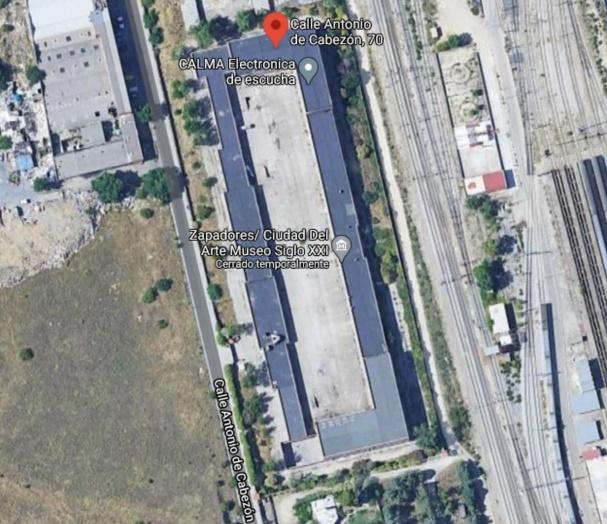 Calle Antonio
de Cabezón, 70
CALMA Electronica
de escucha
Zapadores/ Ciudad Del
Arte Museo Siglo XXI
Cerrado temporalmente
Calle Antonio de Cabezón